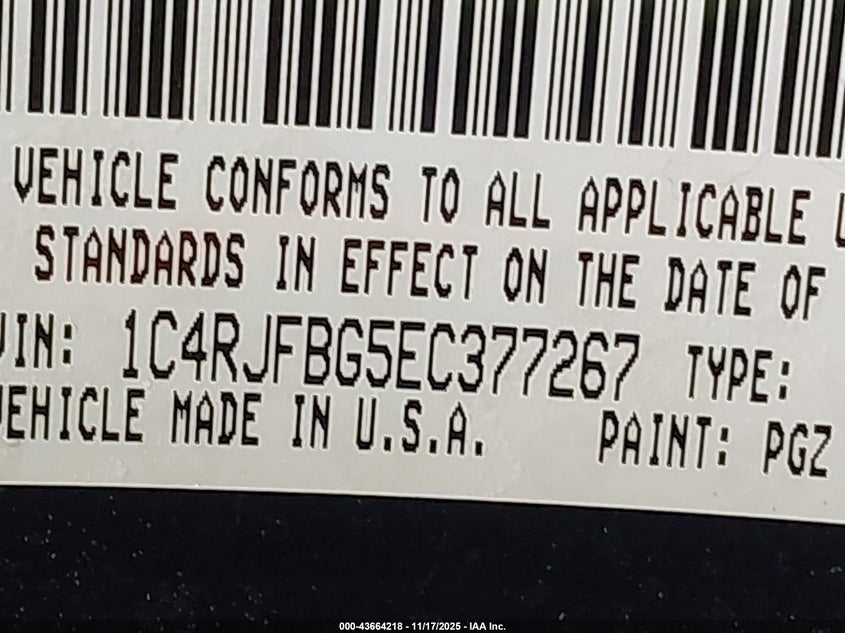 VEHICLE CONFORMS TO ALL APPLICABLE
STANDARDS IN EFFECT ON THE DATE OF
VIN: 1C4RJFBG5EC377267 TYPE:
VEHICLE MADE IN U.S.A. PAINT: PGZ
000-43664218 - 11/17/2025 - IAA Inc.